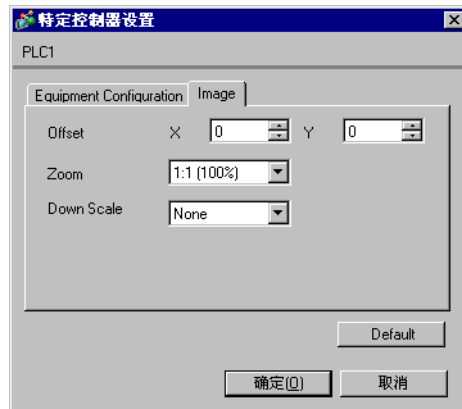 特定控制器设置
PLC1
Equipment Configuration Image
Offset X 0 Y 0
Zoom 1:1 (100%)
Down Scale None
Default
确定(O) 取消